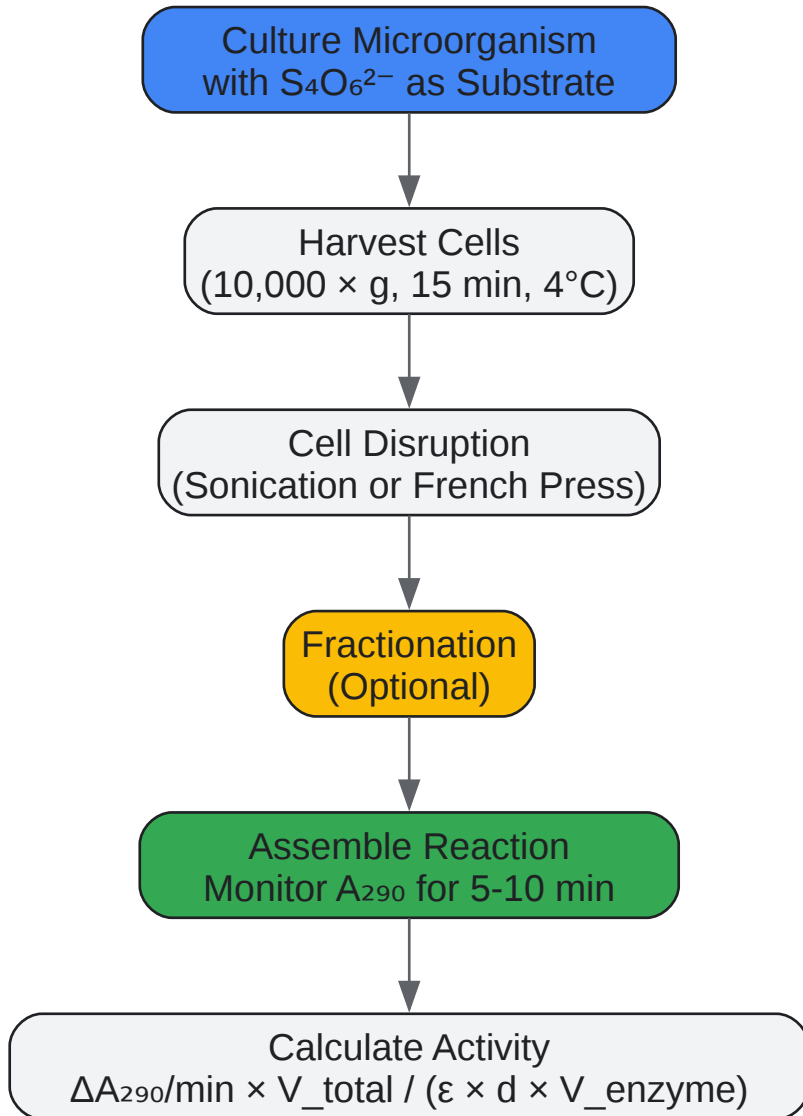 Culture Microorganism
with S₄O₆²⁻ as Substrate
Harvest Cells
(10,000 × g, 15 min, 4°C)
Cell Disruption
(Sonication or French Press)
Fractionation
(Optional)
Assemble Reaction
Monitor A₂₉₀ for 5-10 min
Calculate Activity
ΔA₂₉₀/min × V_total / (ε × d × V_enzyme)